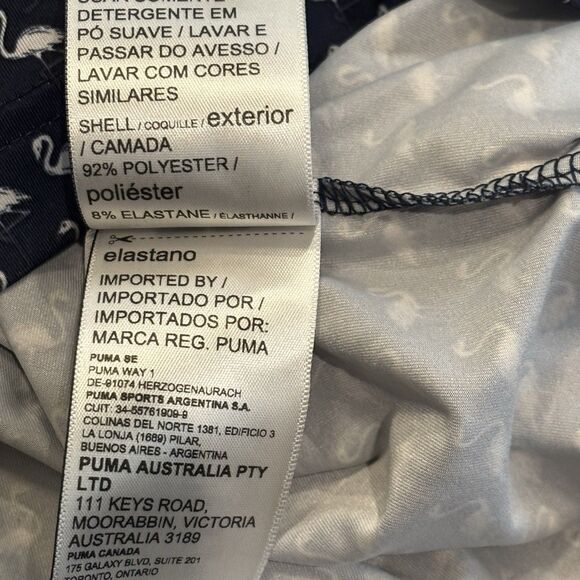 USAR SOMENTE
DETERGENTE EM
PÓ SUAVE / LAVAR E
PASSAR DO AVESSO /
LAVAR COM CORES
SIMILARES
SHELL / COQUILLE / exterior
/ CAMADA
92% POLYESTER /
poliéster
8% ELASTANE / ÉLASTHANNE /
elastano
IMPORTED BY /
IMPORTADO POR /
IMPORTADO POR:
MARCA REG. PUMA
PUMA SE
PUMA WAY 1
DE-91074 HERZOGENAURACH
PUMA SPORTS ARGENTINA S.A.
CUIT: 34-55761909-9
COLINAS DEL NORTE 1381, EDIFICIO 3
LA LONJA (1669) PILAR,
BUENOS AIRES - ARGENTINA
PUMA AUSTRALIA PTY
LTD
111 KEYS ROAD,
MOORABBIN, VICTORIA
AUSTRALIA 3189
PUMA CANADA
175 GALAXY BLVD, SUITE 201
TORONTO, ONTARIO